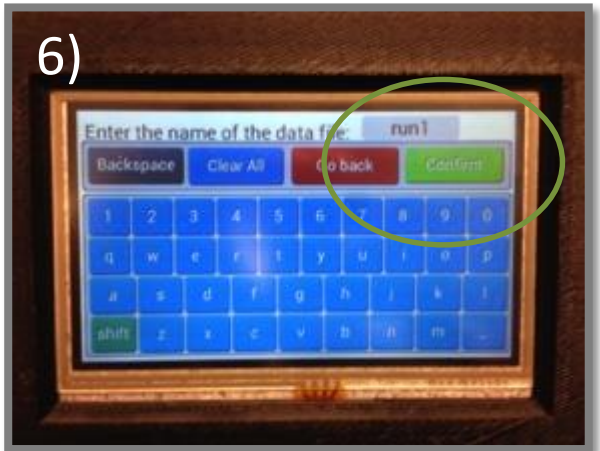 6)
Enter the name of the data file: run1
Backspace Clear All Go back Confirm
1 2 3 4 5 6 7 8 9 0
q w e r t y u i o p
a s d f g h j k l
shift z x c v b n m _